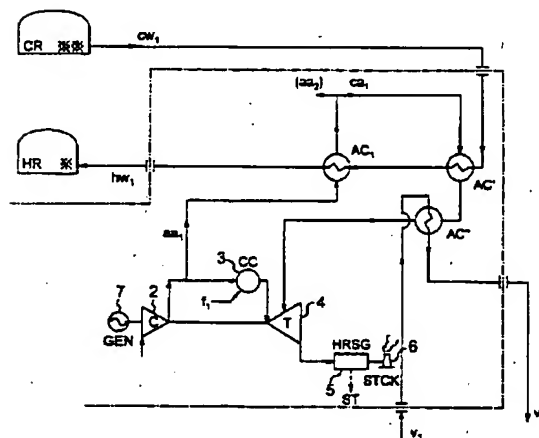 CR ※※
cw₁
(aa₂)
ca₁
HR ※
hw₁
AC₁
AC'
AC"
aa₁
3
CC
f₁
7
2
C
GEN
T
4
HRSG
5
ST
6
STCK
v
v₁